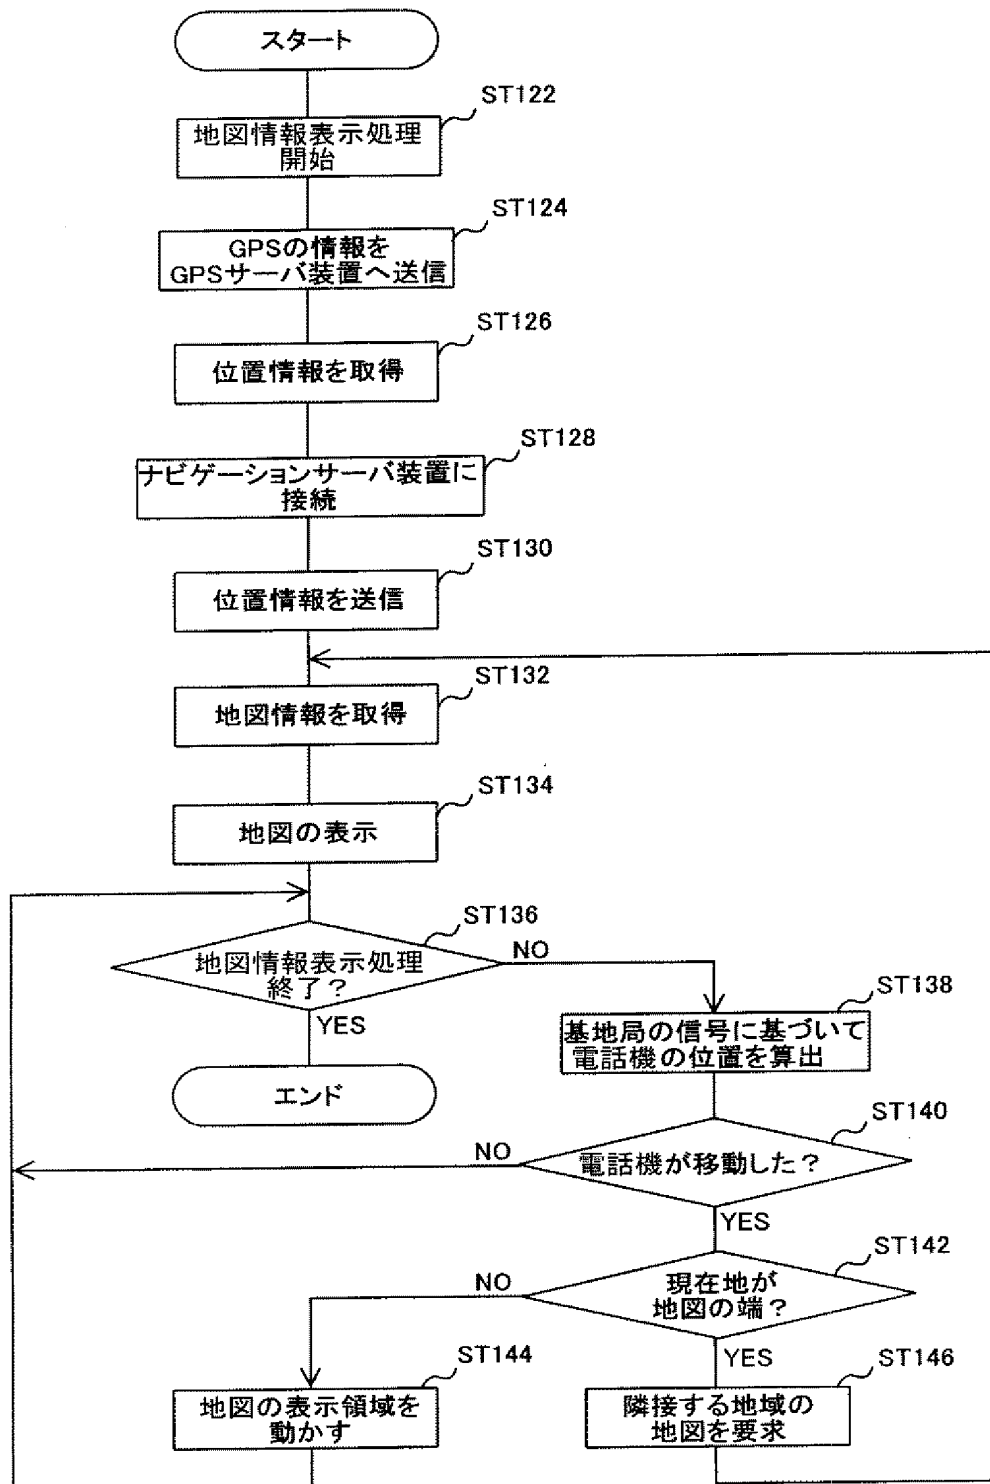 スタート
ST122
地図情報表示処理
開始
ST124
GPSの情報を
GPSサーバ装置へ送信
ST126
位置情報を取得
ST128
ナビゲーションサーバ装置に
接続
ST130
位置情報を送信
ST132
地図情報を取得
ST134
地図の表示
ST136
地図情報表示処理
終了？
NO
YES
エンド
ST138
基地局の信号に基づいて
電話機の位置を算出
ST140
電話機が移動した？
NO
YES
ST142
現在地が
地図の端？
NO
YES
ST144
地図の表示領域を
動かす
ST146
隣接する地域の
地図を要求